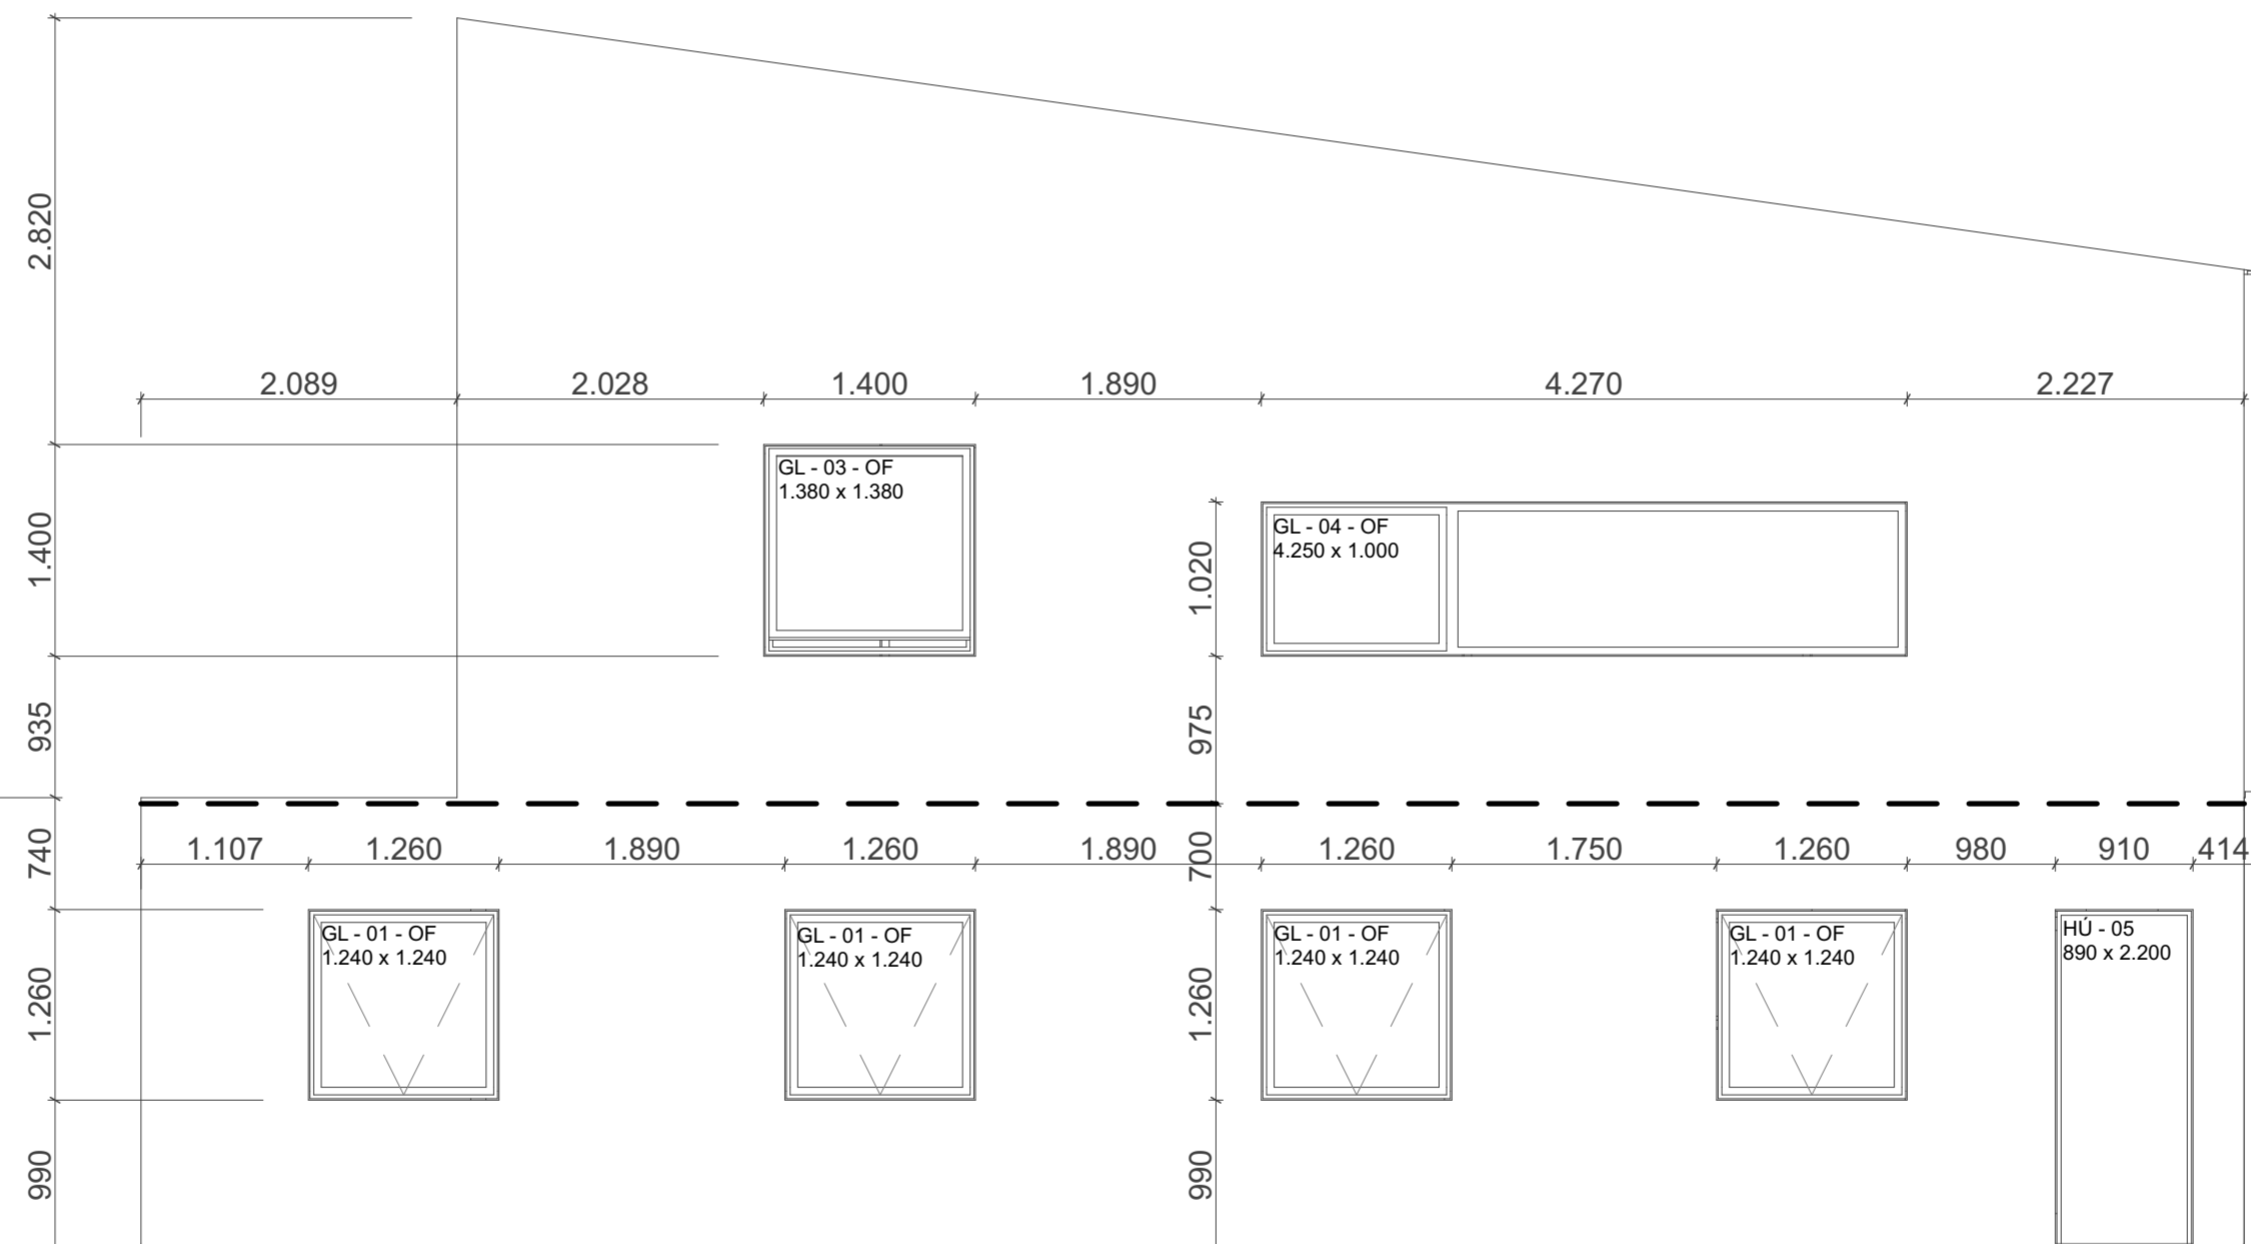 2.820
2.089
2.028
1.400
1.890
4.270
2.227
GL - 03 - OF
1.380 x 1.380
1.400
GL - 04 - OF
4.250 x 1.000
1.020
935
975
740
1.107
1.260
1.890
1.260
1.890
700
1.260
1.750
1.260
980
910
414
GL - 01 - OF
1.240 x 1.240
GL - 01 - OF
1.240 x 1.240
GL - 01 - OF
1.240 x 1.240
GL - 01 - OF
1.240 x 1.240
HÚ - 05
890 x 2.200
1.260
1.260
990
990